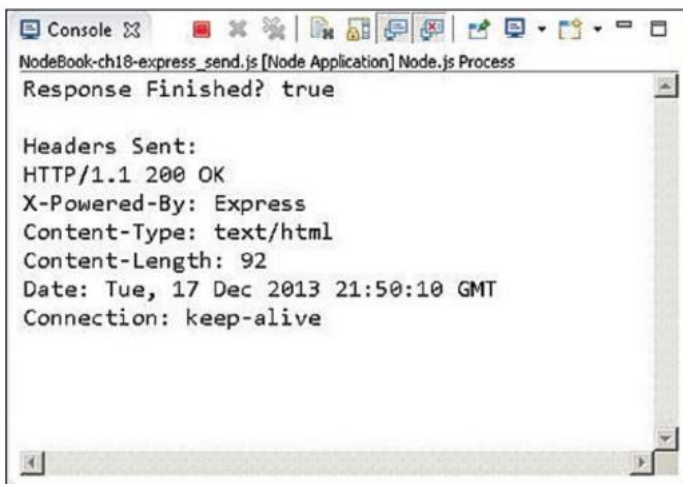 Console
NodeBook-ch18-express_send.js [Node Application] Node.js Process
Response Finished? true
Headers Sent:
HTTP/1.1 200 OK
X-Powered-By: Express
Content-Type: text/html
Content-Length: 92
Date: Tue, 17 Dec 2013 21:50:10 GMT
Connection: keep-alive